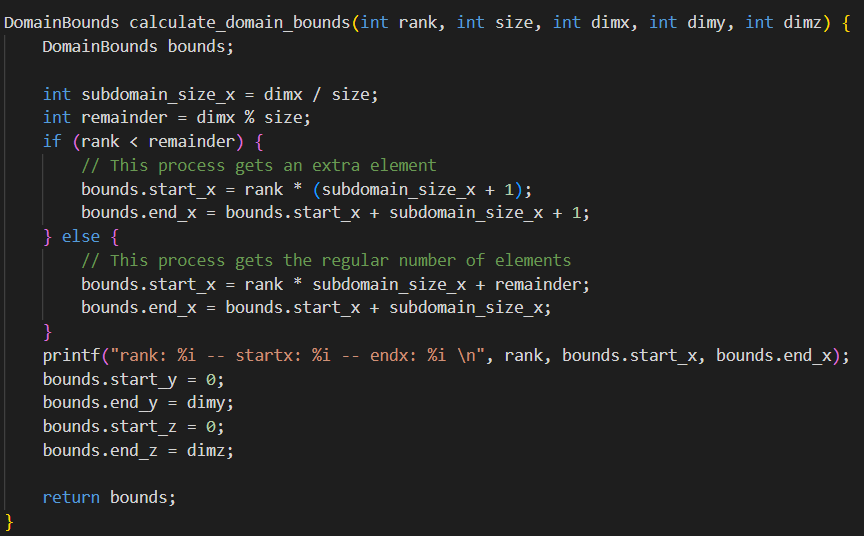 DomainBounds calculate_domain_bounds(int rank, int size, int dimx, int dimy, int dimz) {
    DomainBounds bounds;

    int subdomain_size_x = dimx / size;
    int remainder = dimx % size;
    if (rank < remainder) {
        // This process gets an extra element
        bounds.start_x = rank * (subdomain_size_x + 1);
        bounds.end_x = bounds.start_x + subdomain_size_x + 1;
    } else {
        // This process gets the regular number of elements
        bounds.start_x = rank * subdomain_size_x + remainder;
        bounds.end_x = bounds.start_x + subdomain_size_x;
    }
    printf("rank: %i -- startx: %i -- endx: %i \n", rank, bounds.start_x, bounds.end_x);
    bounds.start_y = 0;
    bounds.end_y = dimy;
    bounds.start_z = 0;
    bounds.end_z = dimz;

    return bounds;
}